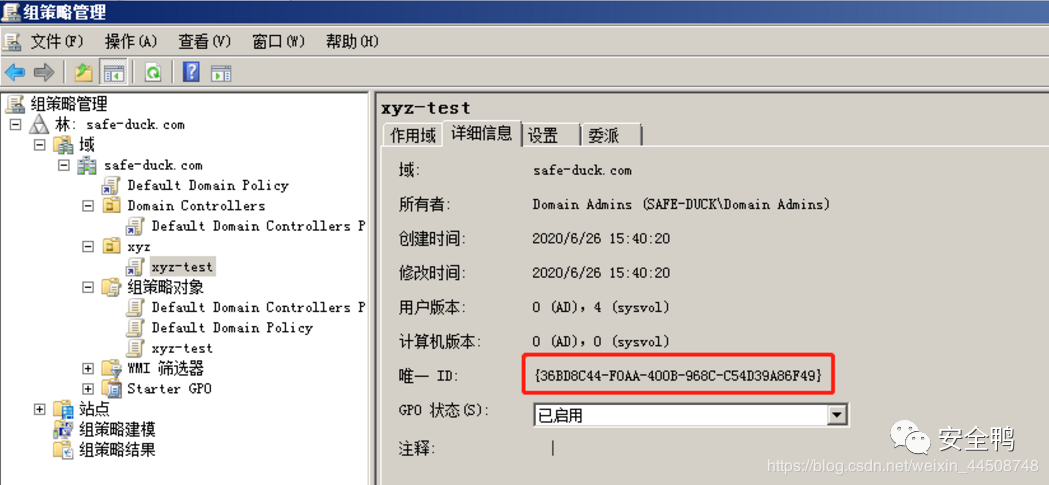 组策略管理
文件(F) 操作(A) 查看(V) 窗口(W) 帮助(H)
组策略管理
林: safe-duck.com
域
safe-duck.com
Default Domain Policy
Domain Controllers
Default Domain Controllers P
xyz
xyz-test
组策略对象
Default Domain Controllers P
Default Domain Policy
xyz-test
WMI 筛选器
Starter GPO
站点
组策略建模
组策略结果
xyz-test
作用域 详细信息 设置 委派
域: safe-duck.com
所有者: Domain Admins (SAFE-DUCK\Domain Admins)
创建时间: 2020/6/26 15:40:20
修改时间: 2020/6/26 15:40:20
用户版本: 0 (AD), 4 (sysvol)
计算机版本: 0 (AD), 0 (sysvol)
唯一 ID: {36BD8C44-F0AA-400B-968C-C54D39A86F49}
GPO 状态(S): 已启用
注释:
安全鸭
https://blog.csdn.net/weixin_44508748